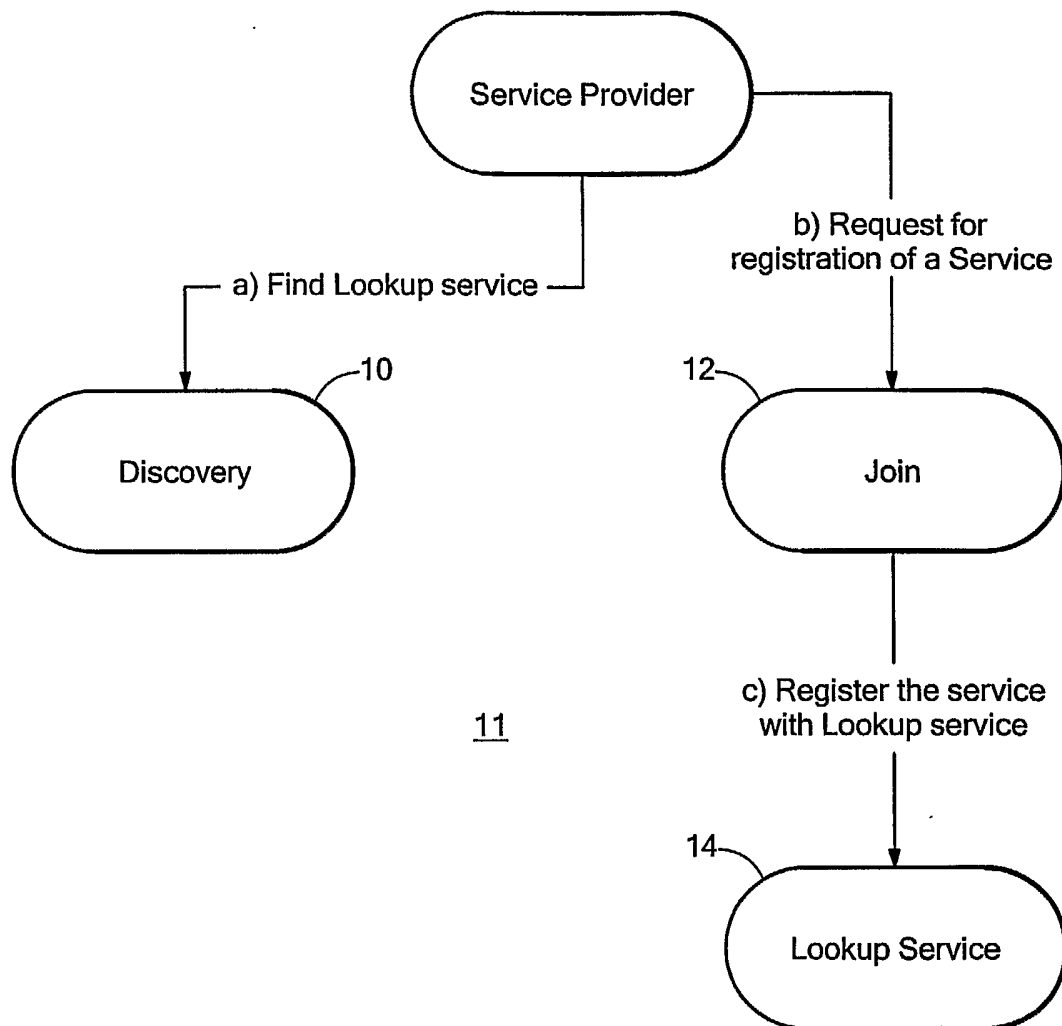 Service Provider
b) Request for
registration of a Service
a) Find Lookup service
10
12
Discovery
Join
c) Register the service
with Lookup service
11
14
Lookup Service